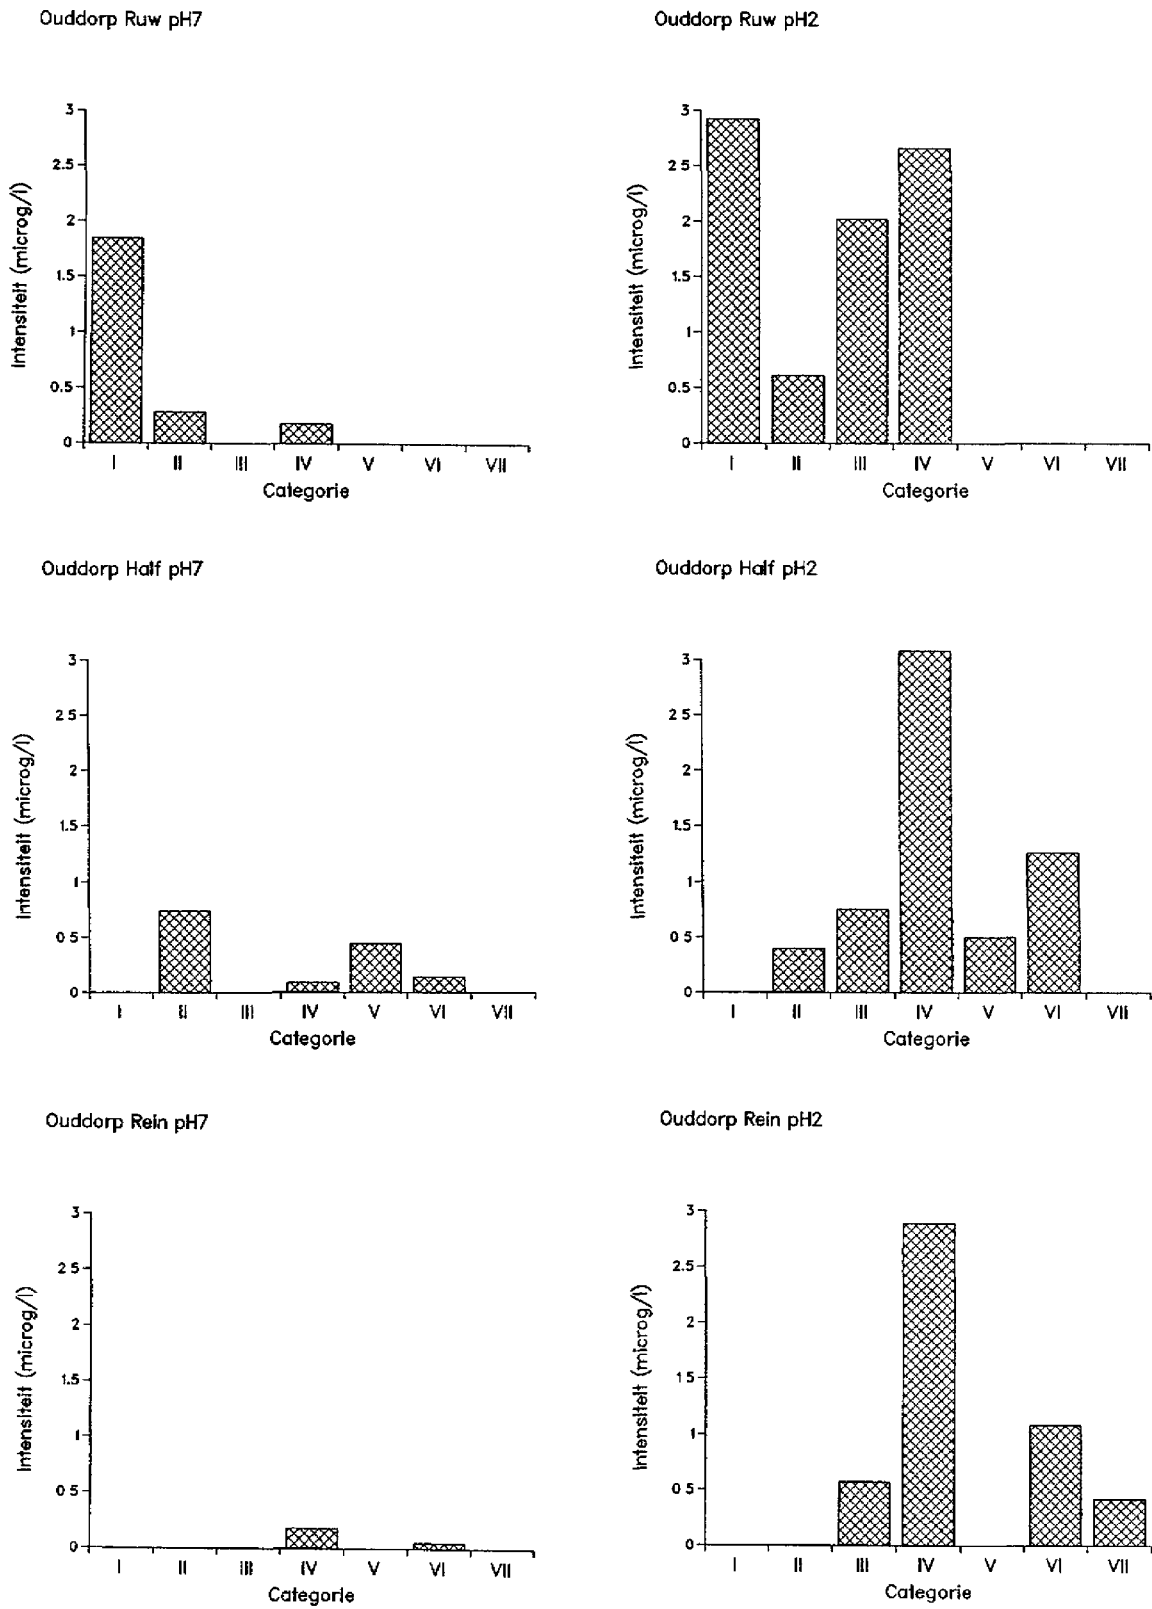 Ouddorp Ruw pH7
3
2.5
2
1.5
1
0.5
0
Intensiteit (microg/l)
I II III IV V VI VII
Categorie
Ouddorp Ruw pH2
3
2 5
2
1.5
1
0.5
0
Intensiteit (microg/l)
I II III IV V VI VII
Categorie
Ouddorp Half pH7
3
2 5
2
1.5
1
0 5
0
Intensiteit (microg/l)
I II III IV V VI VII
Categorie
Ouddorp Half pH2
3
2 5
2
1.5
1
0 5
0
Intensiteit (microg/l)
I II III IV V VI VII
Categorie
Ouddorp Rein pH7
3
2 5
2
1.5
1
0.5
0
Intensiteit (microg/l)
I II III IV V VI VII
Categorie
Ouddorp Rein pH2
3
2.5
2
1.5
1
0 5
0
Intensiteit (microg/l)
I II III IV V VI VII
Categorie